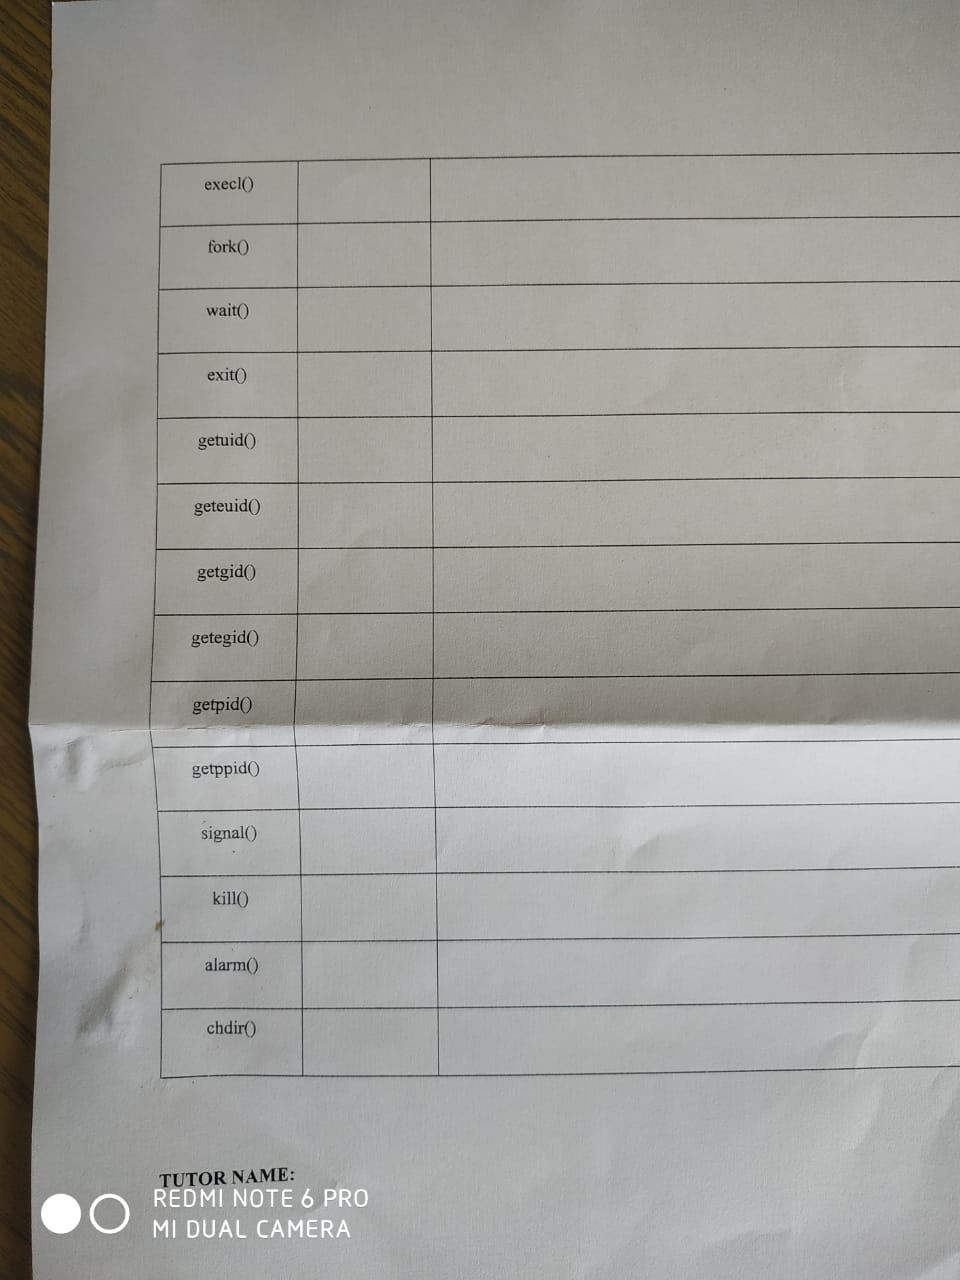 execl()
fork()
wait()
exit()
getuid()
geteuid()
getgid()
getegid()
getpid()
getppid()
signal()
kill()
alarm()
chdir()
TUTOR NAME:
REDMI NOTE 6 PRO
MI DUAL CAMERA